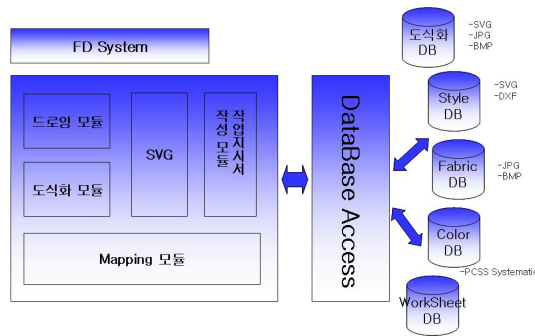 FD System
드로잉 모듈
도식화 모듈
SVG
작업지시서
작성 모듈
Mapping 모듈
DataBase Access
도식화
DB
-SVG
-JPG
-BMP
Style
DB
-SVG
-DXF
Fabric
DB
-JPG
-BMP
Color
DB
-PCSS Systematic
WorkSheet
DB